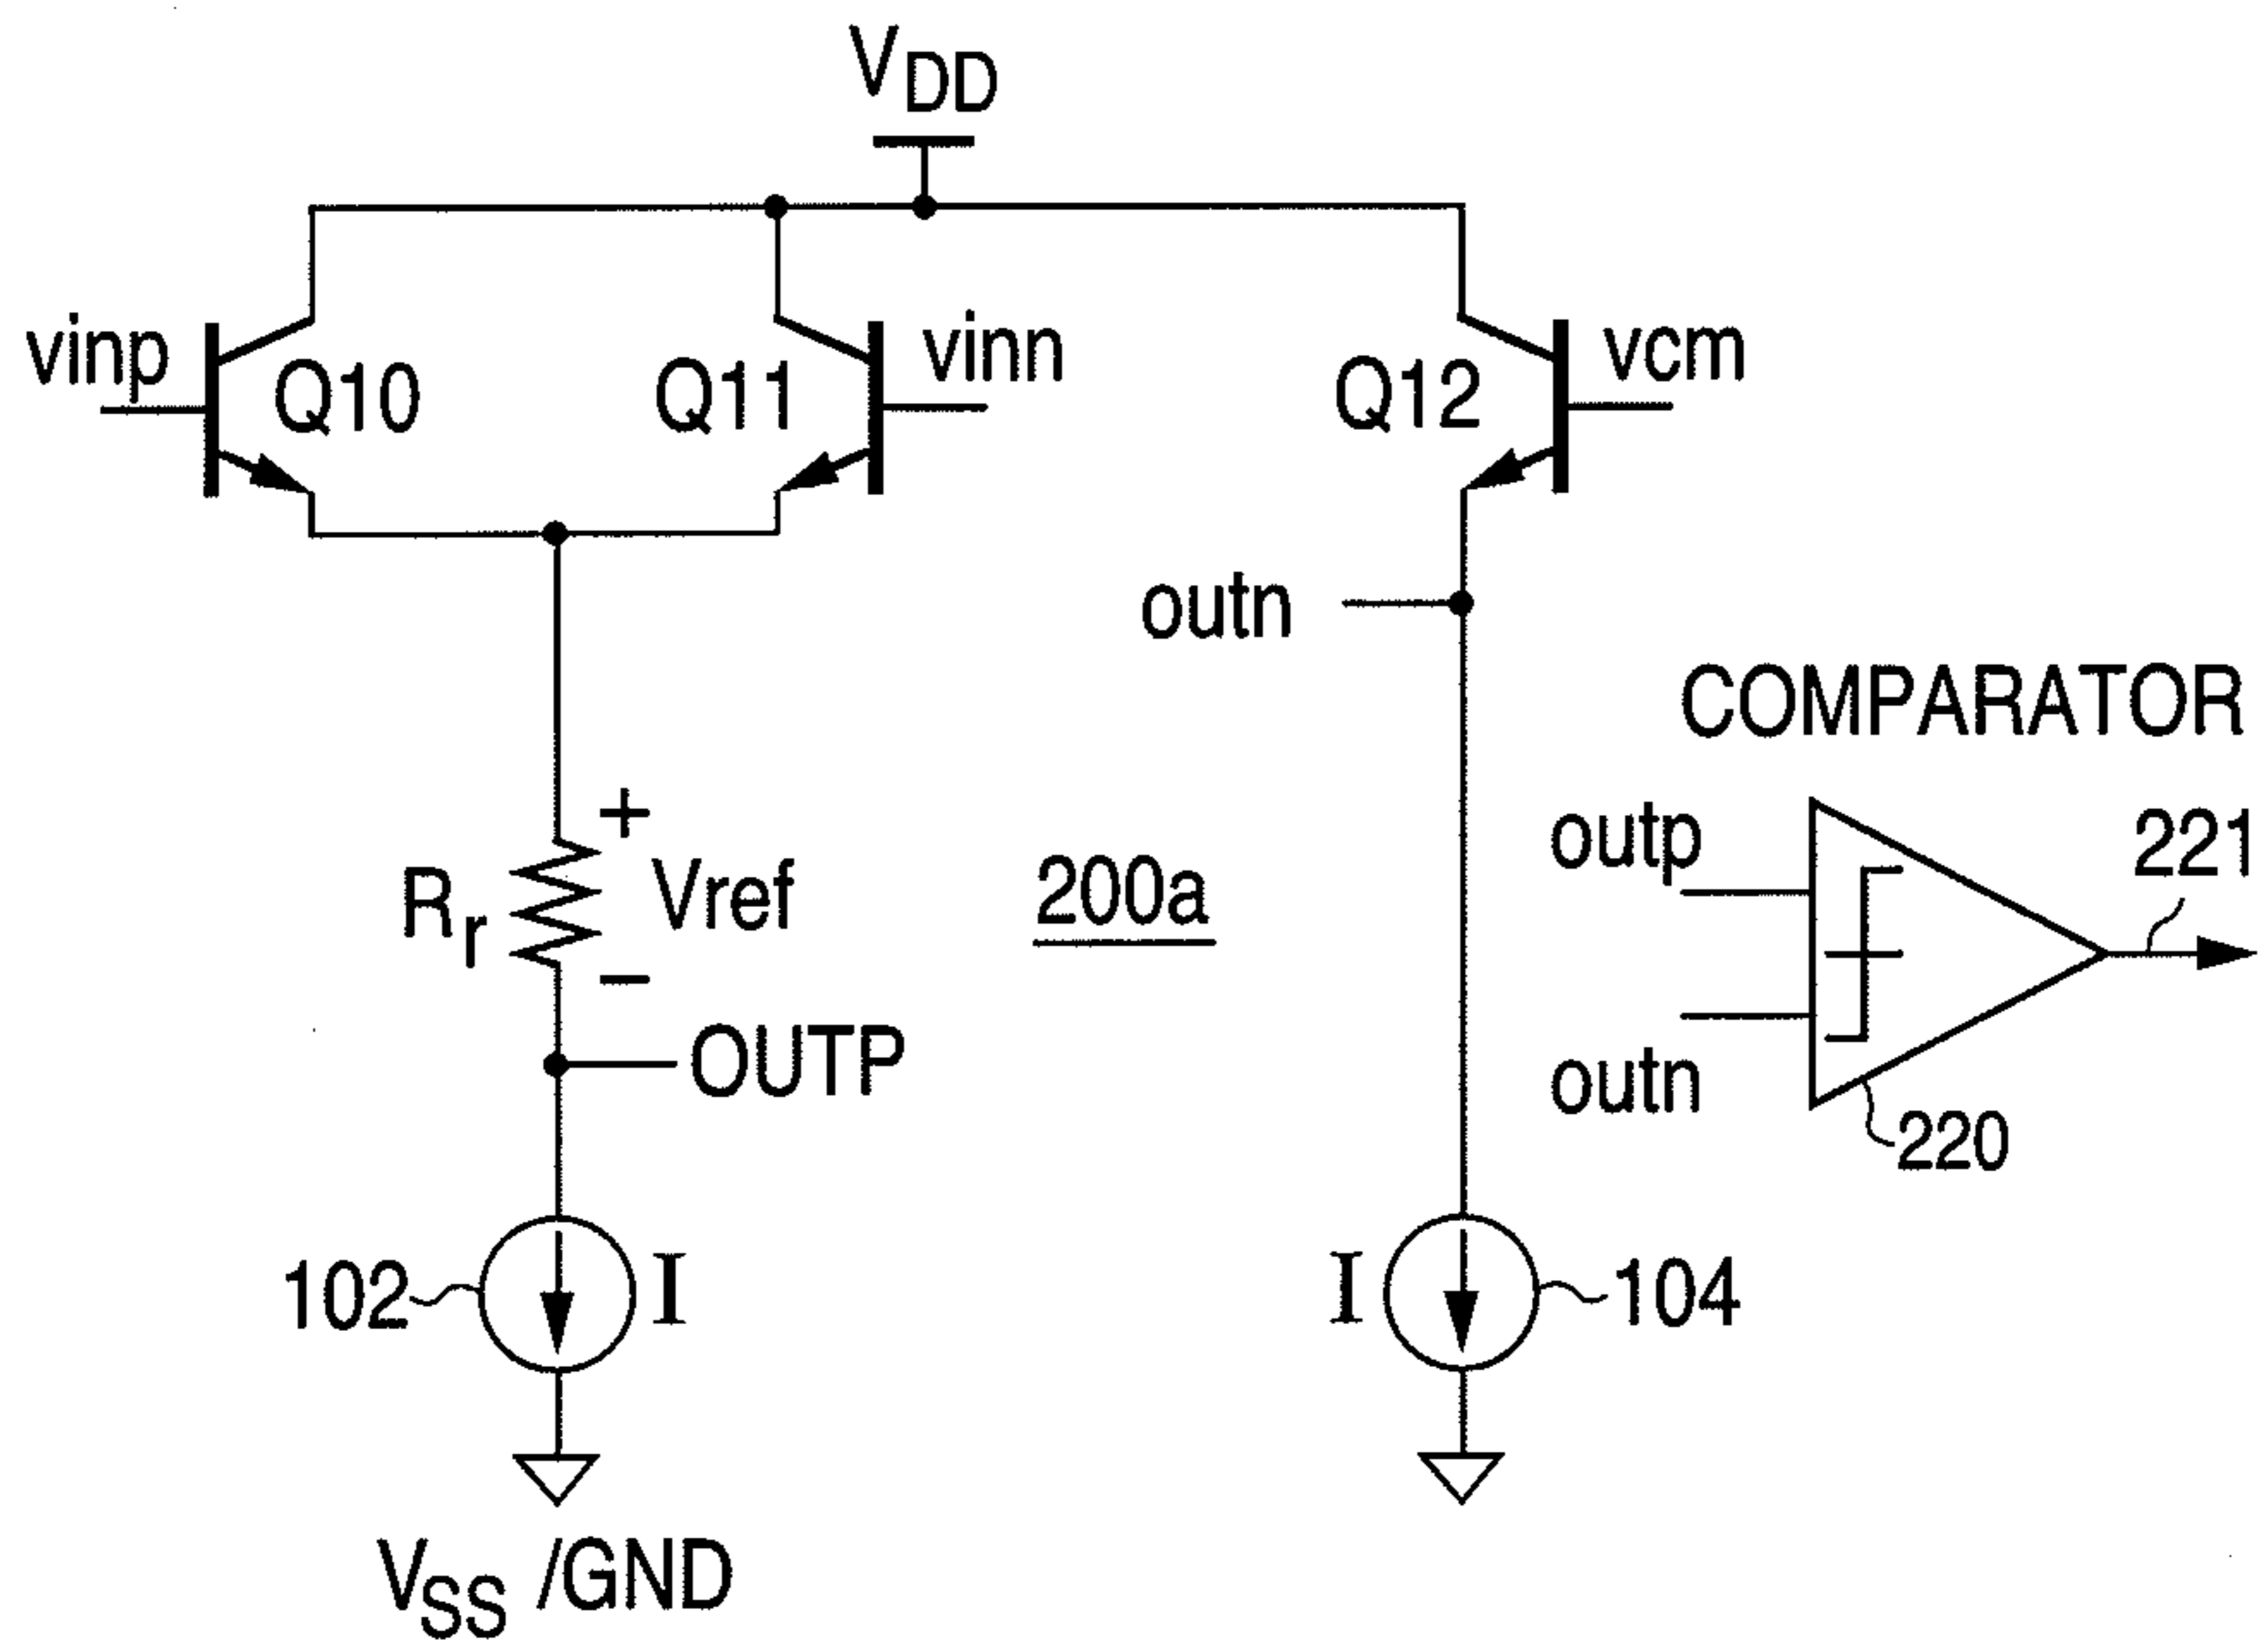 VDD
vinp
Q10
Q11
vinn
Q12
vcm
outn
COMPARATOR
outp
221
+
Rr
Vref
200a
−
OUTP
outn
220
102
I
I
104
VSS /GND